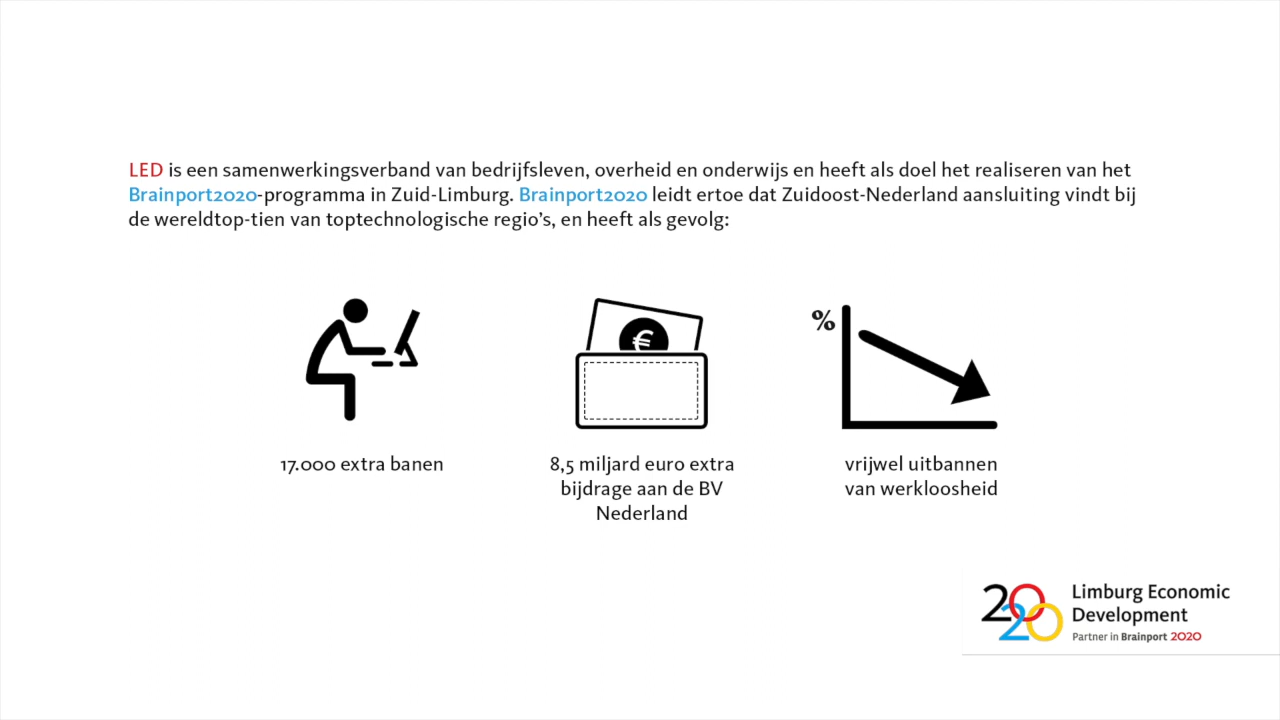 LED is een samenwerkingsverband van bedrijfsleven, overheid en onderwijs en heeft als doel het realiseren van het
Brainport2020-programma in Zuid-Limburg. Brainport2020 leidt ertoe dat Zuidoost-Nederland aansluiting vindt bij
de wereldtop-tien van toptechnologische regio's, en heeft als gevolg:
€
%
17.000 extra banen
8,5 miljard euro extra
bijdrage aan de BV
Nederland
vrijwel uitbannen
van werkloosheid
2020
Limburg Economic
Development
Partner in Brainport 2020